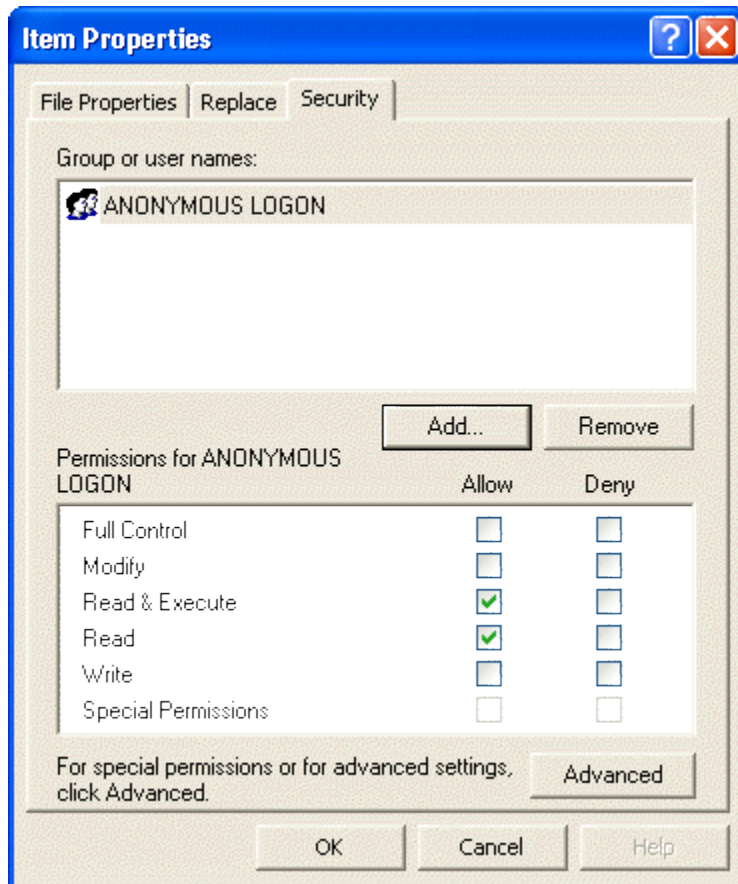 Item Properties
File Properties Replace Security
Group or user names:
ANONYMOUS LOGON
Add... Remove
Permissions for ANONYMOUS
LOGON Allow Deny
Full Control
Modify
Read & Execute
Read
Write
Special Permissions
For special permissions or for advanced settings,
click Advanced.
Advanced
OK Cancel Help